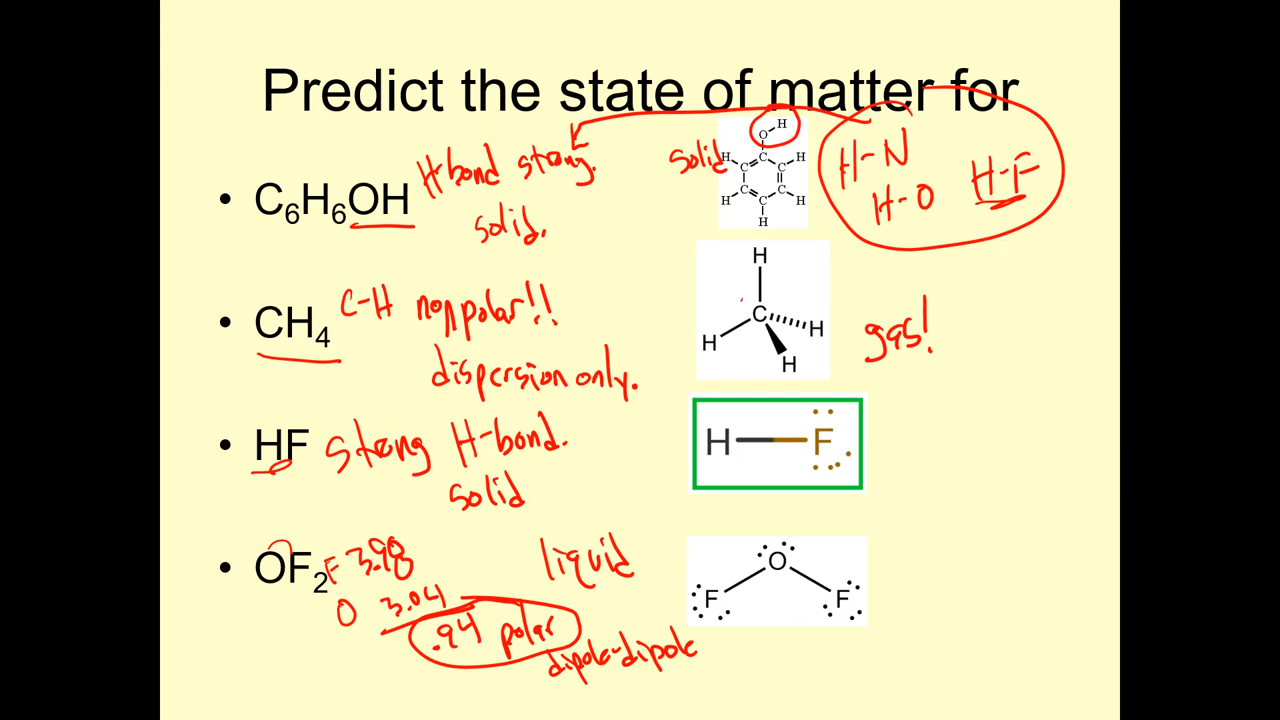 Predict the state of matter for
• C6H6OH H-bond strong.
solid.
solid
H
O
H H
C C
C C
H C H
H
H-N
H-O H-F
• CH4 C-H nonpolar!!
dispersion only.
H
C
H H
H
gas!
• HF strong H-bond.
solid
H F
• OF2 F 3.98
O 3.04
.94 polar
liquid
dipole-dipole
O
F F